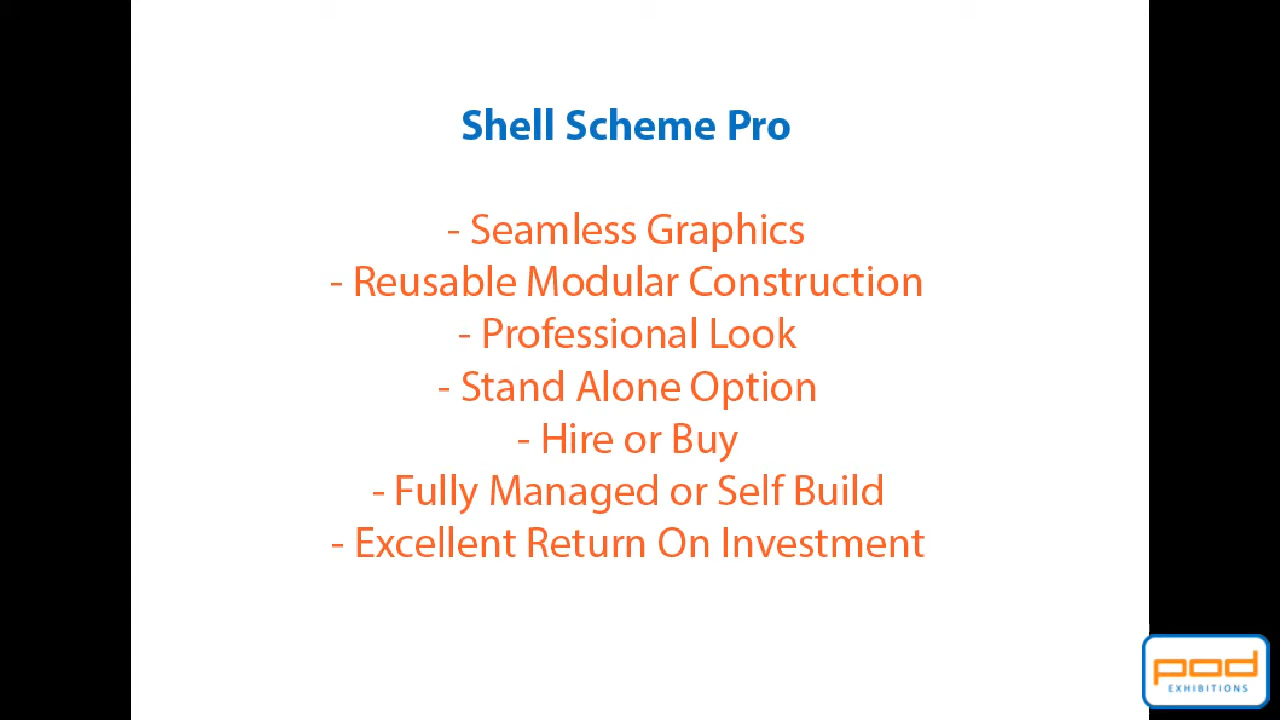 Shell Scheme Pro
- Seamless Graphics
- Reusable Modular Construction
- Professional Look
- Stand Alone Option
- Hire or Buy
- Fully Managed or Self Build
- Excellent Return On Investment
pod
EXHIBITIONS